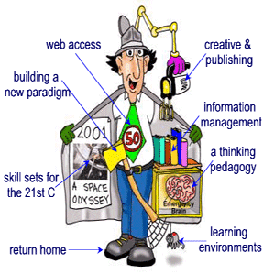 web access
creative &
publishing
building a
new paradigm
information
management
50
2001
a thinking
pedagogy
skill sets for
the 21st C
A SPACE
ODYSSEY
Emergency
Brain
learning
environments
return home